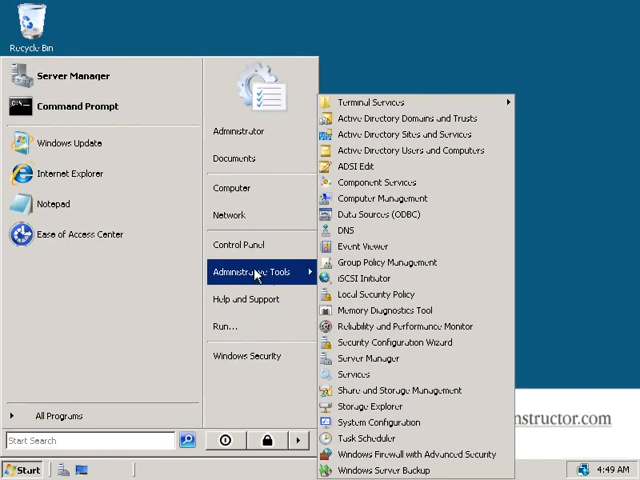 Recycle Bin
Server Manager
Command Prompt
Windows Update
Internet Explorer
Notepad
Ease of Access Center
All Programs
Start Search
Administrator
Documents
Computer
Network
Control Panel
Administrative Tools
Help and Support
Run...
Windows Security
Terminal Services
Active Directory Domains and Trusts
Active Directory Sites and Services
Active Directory Users and Computers
ADSI Edit
Component Services
Computer Management
Data Sources (ODBC)
DNS
Event Viewer
Group Policy Management
iSCSI Initiator
Local Security Policy
Memory Diagnostics Tool
Reliability and Performance Monitor
Security Configuration Wizard
Server Manager
Services
Share and Storage Management
Storage Explorer
System Configuration
Task Scheduler
Windows Firewall with Advanced Security
Windows Server Backup
nstructor.com
Start
4:49 AM